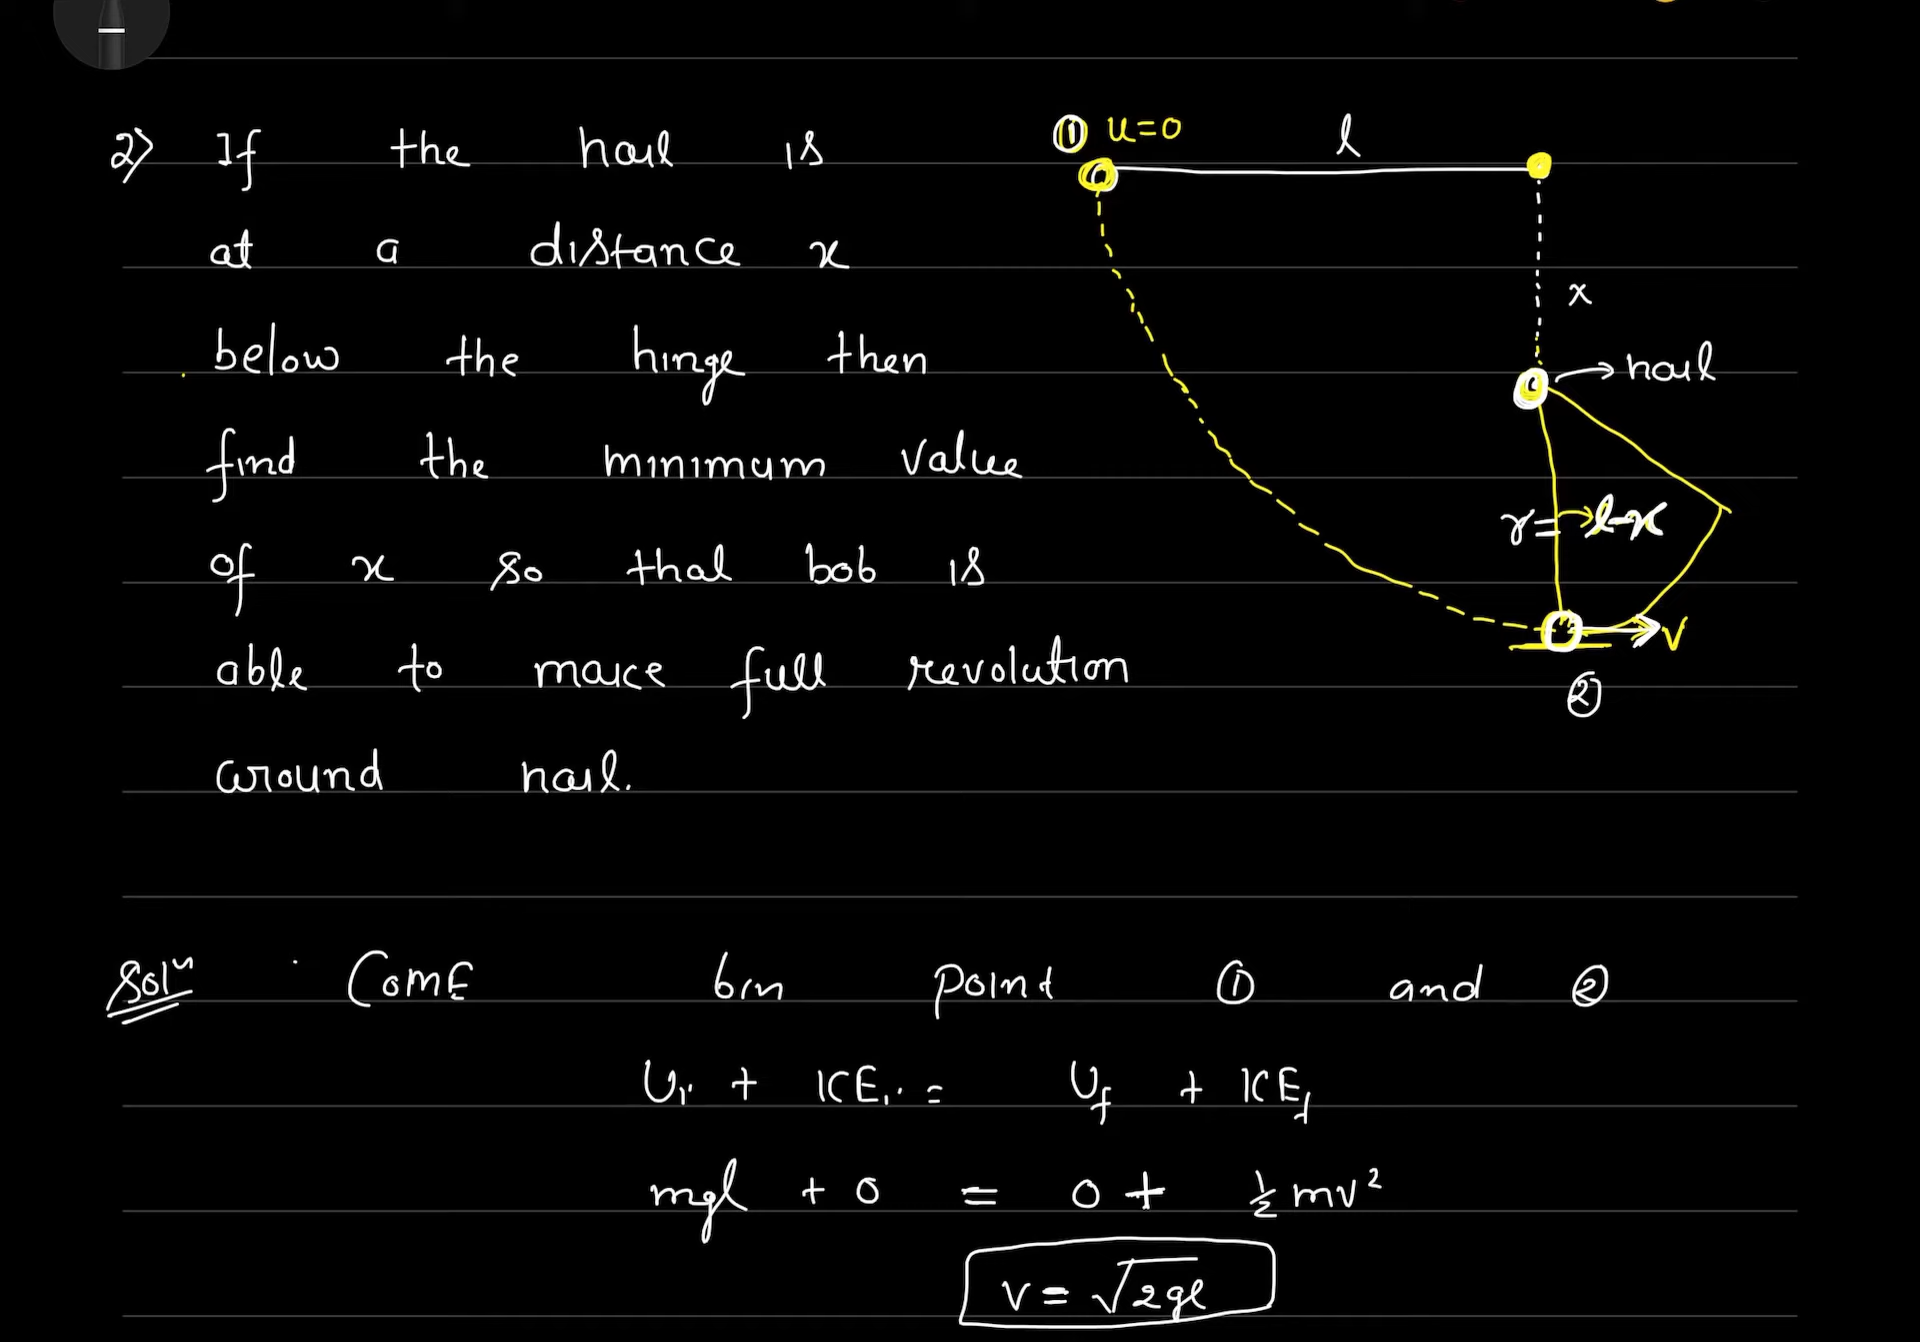 2) If the nail is
at a distance x
below the hinge then
find the minimum value
of x so that bob is
able to make full revolution
around nail.
① u=0
l
x
nail
r= l-x
v
②
Solⁿ COME b/n point ① and ②
Uᵢ + KEᵢ = U_f + KE_f
mgl + 0 = 0 + ½ mv²
v = √2gl